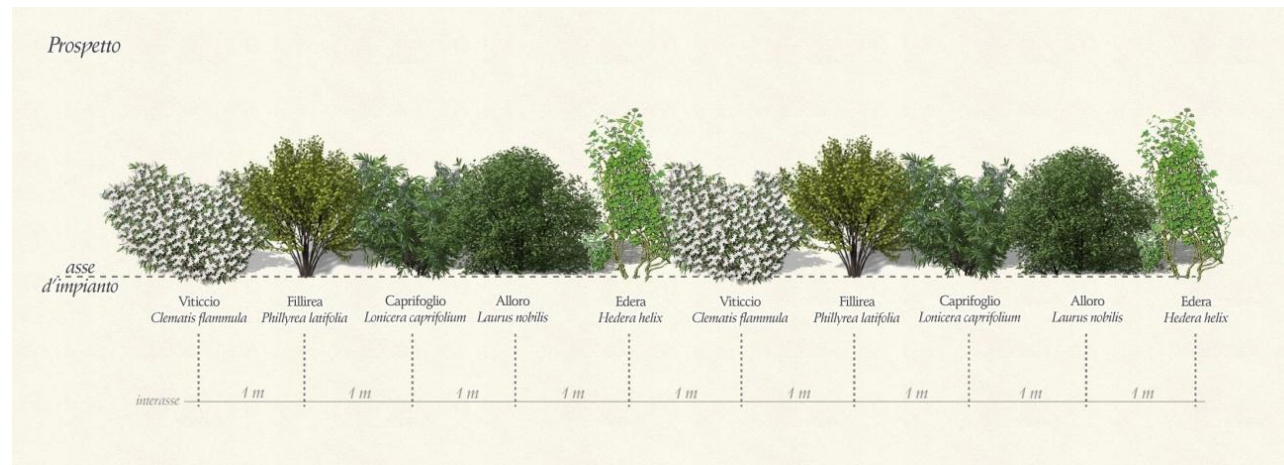 Prospetto
asse
d'impianto
Viticcio Fillirea Caprifoglio Alloro Edera Viticcio Fillirea Caprifoglio Alloro Edera
Clematis flammula Phillyrea latifolia Lonicera caprifolium Laurus nobilis Hedera helix Clematis flammula Phillyrea latifolia Lonicera caprifolium Laurus nobilis Hedera helix
1 m 1 m 1 m 1 m 1 m 1 m 1 m 1 m 1 m
interasse